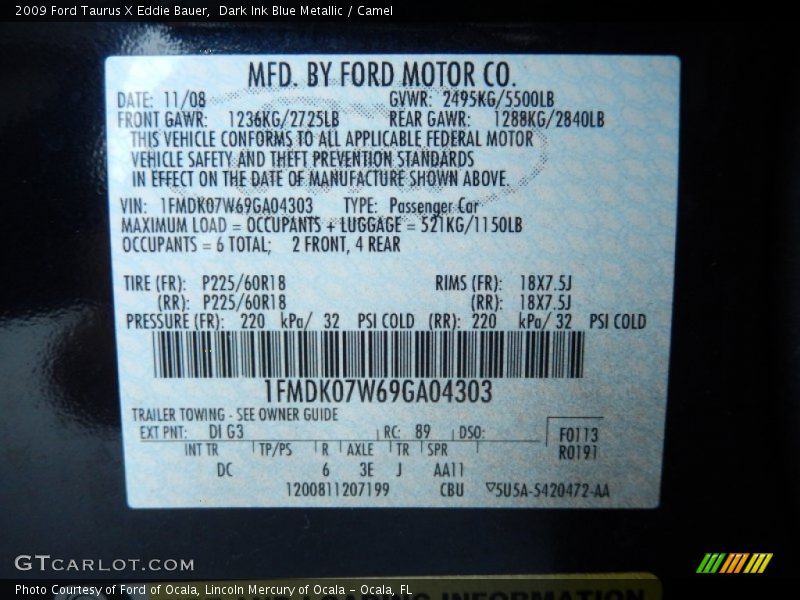 2009 Ford Taurus X Eddie Bauer,  Dark Ink Blue Metallic / Camel
MFD. BY FORD MOTOR CO.
DATE: 11/08 GVWR: 2495KG/5500LB
FRONT GAWR: 1236KG/2725LB REAR GAWR: 1288KG/2840LB
THIS VEHICLE CONFORMS TO ALL APPLICABLE FEDERAL MOTOR
VEHICLE SAFETY AND THEFT PREVENTION STANDARDS
IN EFFECT ON THE DATE OF MANUFACTURE SHOWN ABOVE.
VIN: 1FMDK07W69GA04303 TYPE: Passenger Car
MAXIMUM LOAD = OCCUPANTS + LUGGAGE = 521KG/1150LB
OCCUPANTS = 6 TOTAL; 2 FRONT, 4 REAR
TIRE (FR): P225/60R18 RIMS (FR): 18X7.5J
(RR): P225/60R18 (RR): 18X7.5J
PRESSURE (FR): 220 kPa/ 32 PSI COLD (RR): 220 kPa/ 32 PSI COLD
1FMDK07W69GA04303
TRAILER TOWING - SEE OWNER GUIDE
EXT PNT: DI G3 RC: 89 DSO: F0113
INT TR TP/PS R AXLE TR SPR R0191
DC 6 3E J AA11
1200811207199 CBU ▽5U5A-5420472-AA
GTCARLOT.COM
Photo Courtesy of Ford of Ocala, Lincoln Mercury of Ocala - Ocala, FL